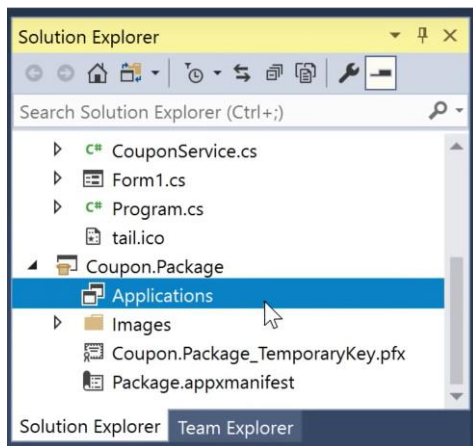 Solution Explorer
Search Solution Explorer (Ctrl+;)
C# CouponService.cs
Form1.cs
C# Program.cs
tail.ico
Coupon.Package
Applications
Images
Coupon.Package_TemporaryKey.pfx
Package.appxmanifest
Solution Explorer Team Explorer